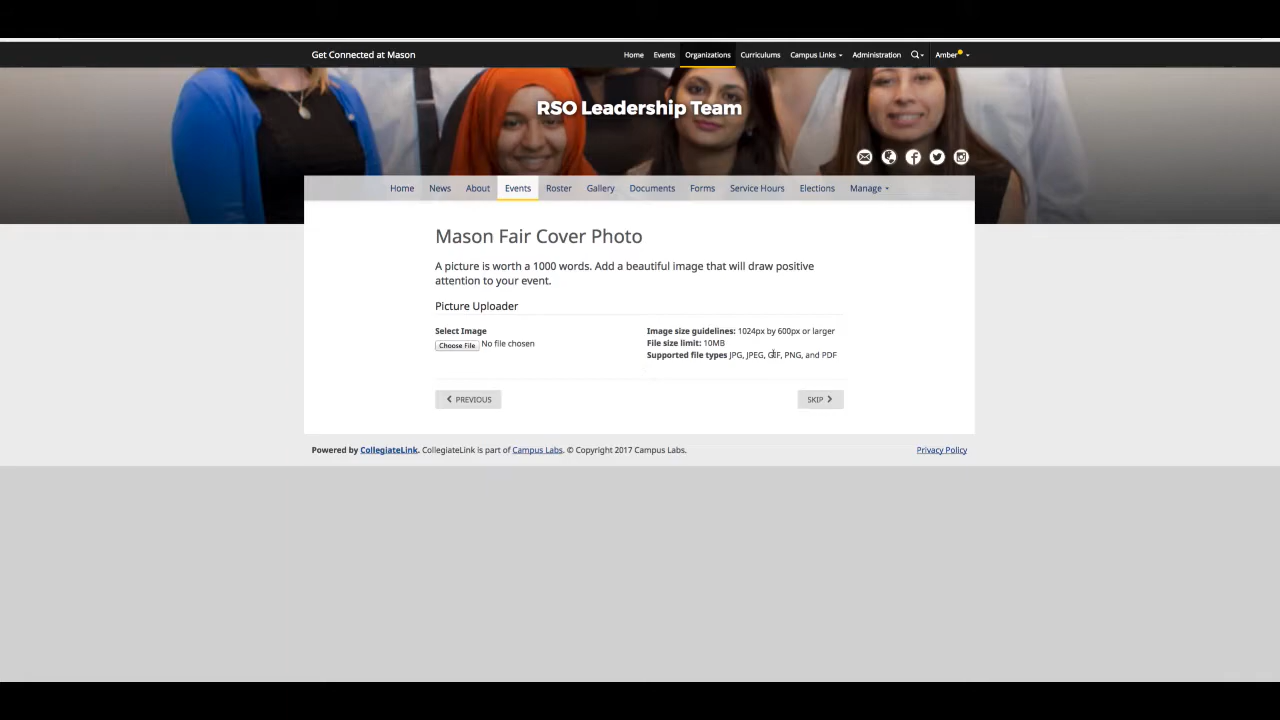 Get Connected at Mason Home Events Organizations Curriculums Campus Links Administration Amber
RSO Leadership Team
Home News About Events Roster Gallery Documents Forms Service Hours Elections Manage
Mason Fair Cover Photo
A picture is worth a 1000 words. Add a beautiful image that will draw positive
attention to your event.
Picture Uploader
Select Image
Choose File No file chosen
Image size guidelines: 1024px by 600px or larger
File size limit: 10MB
Supported file types JPG, JPEG, GIF, PNG, and PDF
PREVIOUS SKIP
Powered by CollegiateLink. CollegiateLink is part of Campus Labs. © Copyright 2017 Campus Labs. Privacy Policy